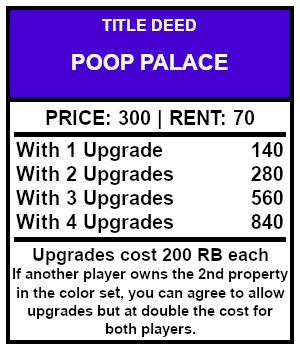 TITLE DEED
POOP PALACE
PRICE: 300 | RENT: 70
With 1 Upgrade 140
With 2 Upgrades 280
With 3 Upgrades 560
With 4 Upgrades 840
Upgrades cost 200 RB each
If another player owns the 2nd property
in the color set, you can agree to allow
upgrades but at double the cost for
both players.